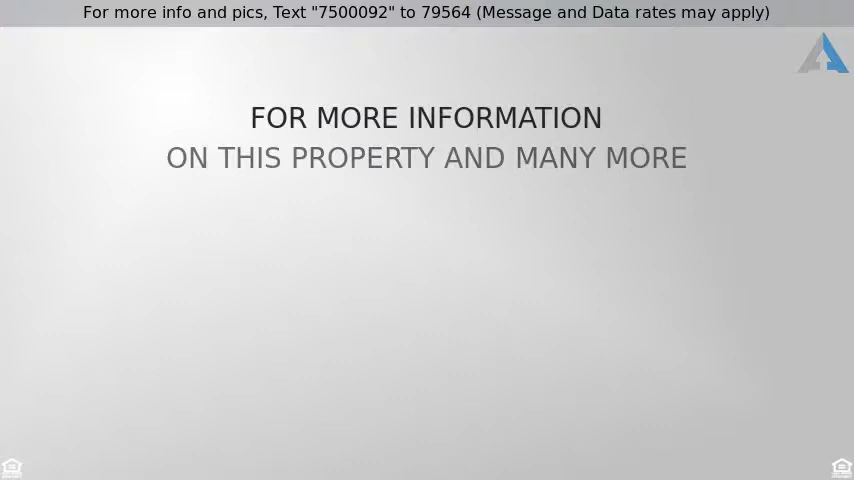 For more info and pics, Text "7500092" to 79564 (Message and Data rates may apply)
FOR MORE INFORMATION
ON THIS PROPERTY AND MANY MORE